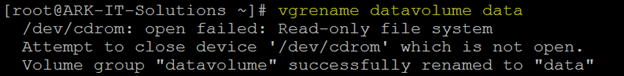 [root@ARK-IT-Solutions ~]# vgrename datavolume data
/dev/cdrom: open failed: Read-only file system
Attempt to close device '/dev/cdrom' which is not open.
Volume group "datavolume" successfully renamed to "data"